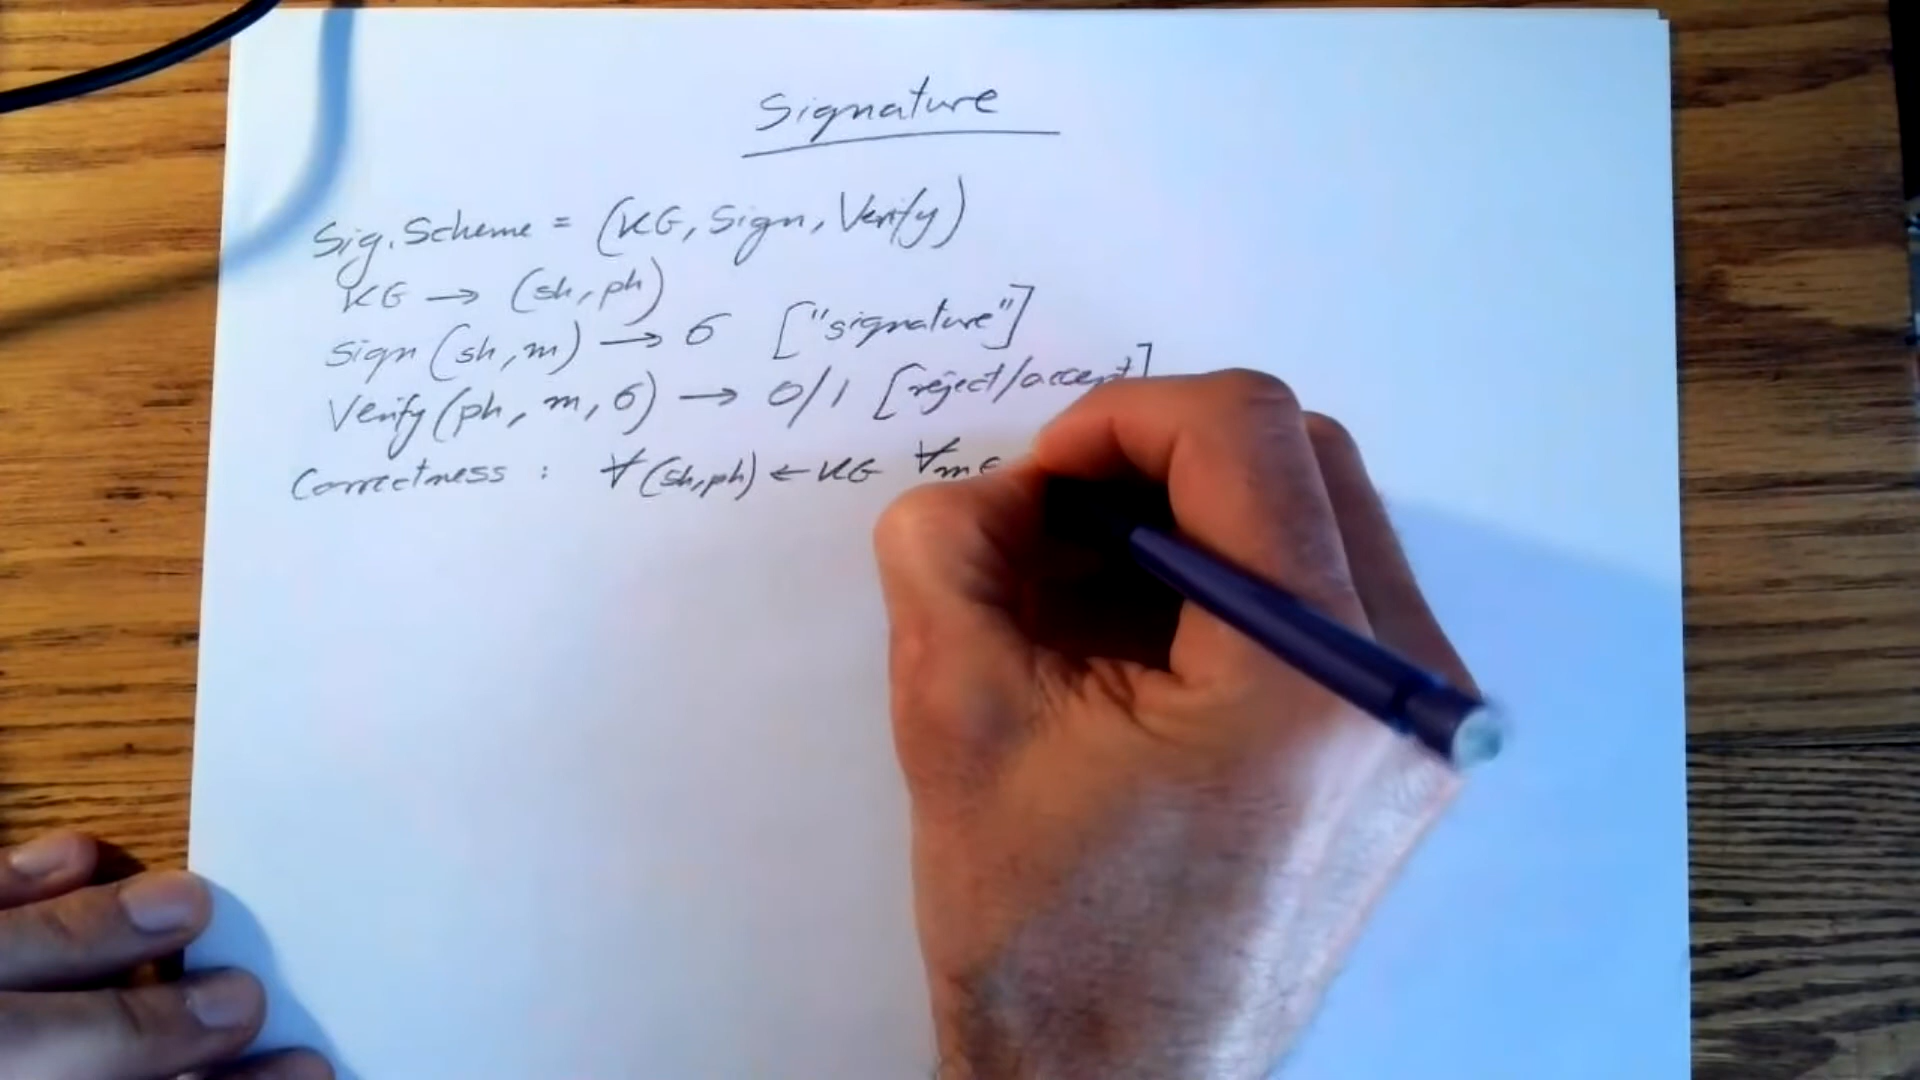 Signature
Sig. Scheme = (KG, Sign, Verify)
KG → (sk, pk)
Sign (sk, m) → σ ["signature"]
Verify (pk, m, σ) → 0/1 [reject/accept]
Correctness : ∀ (sk, pk) ← KG ∀m ∈